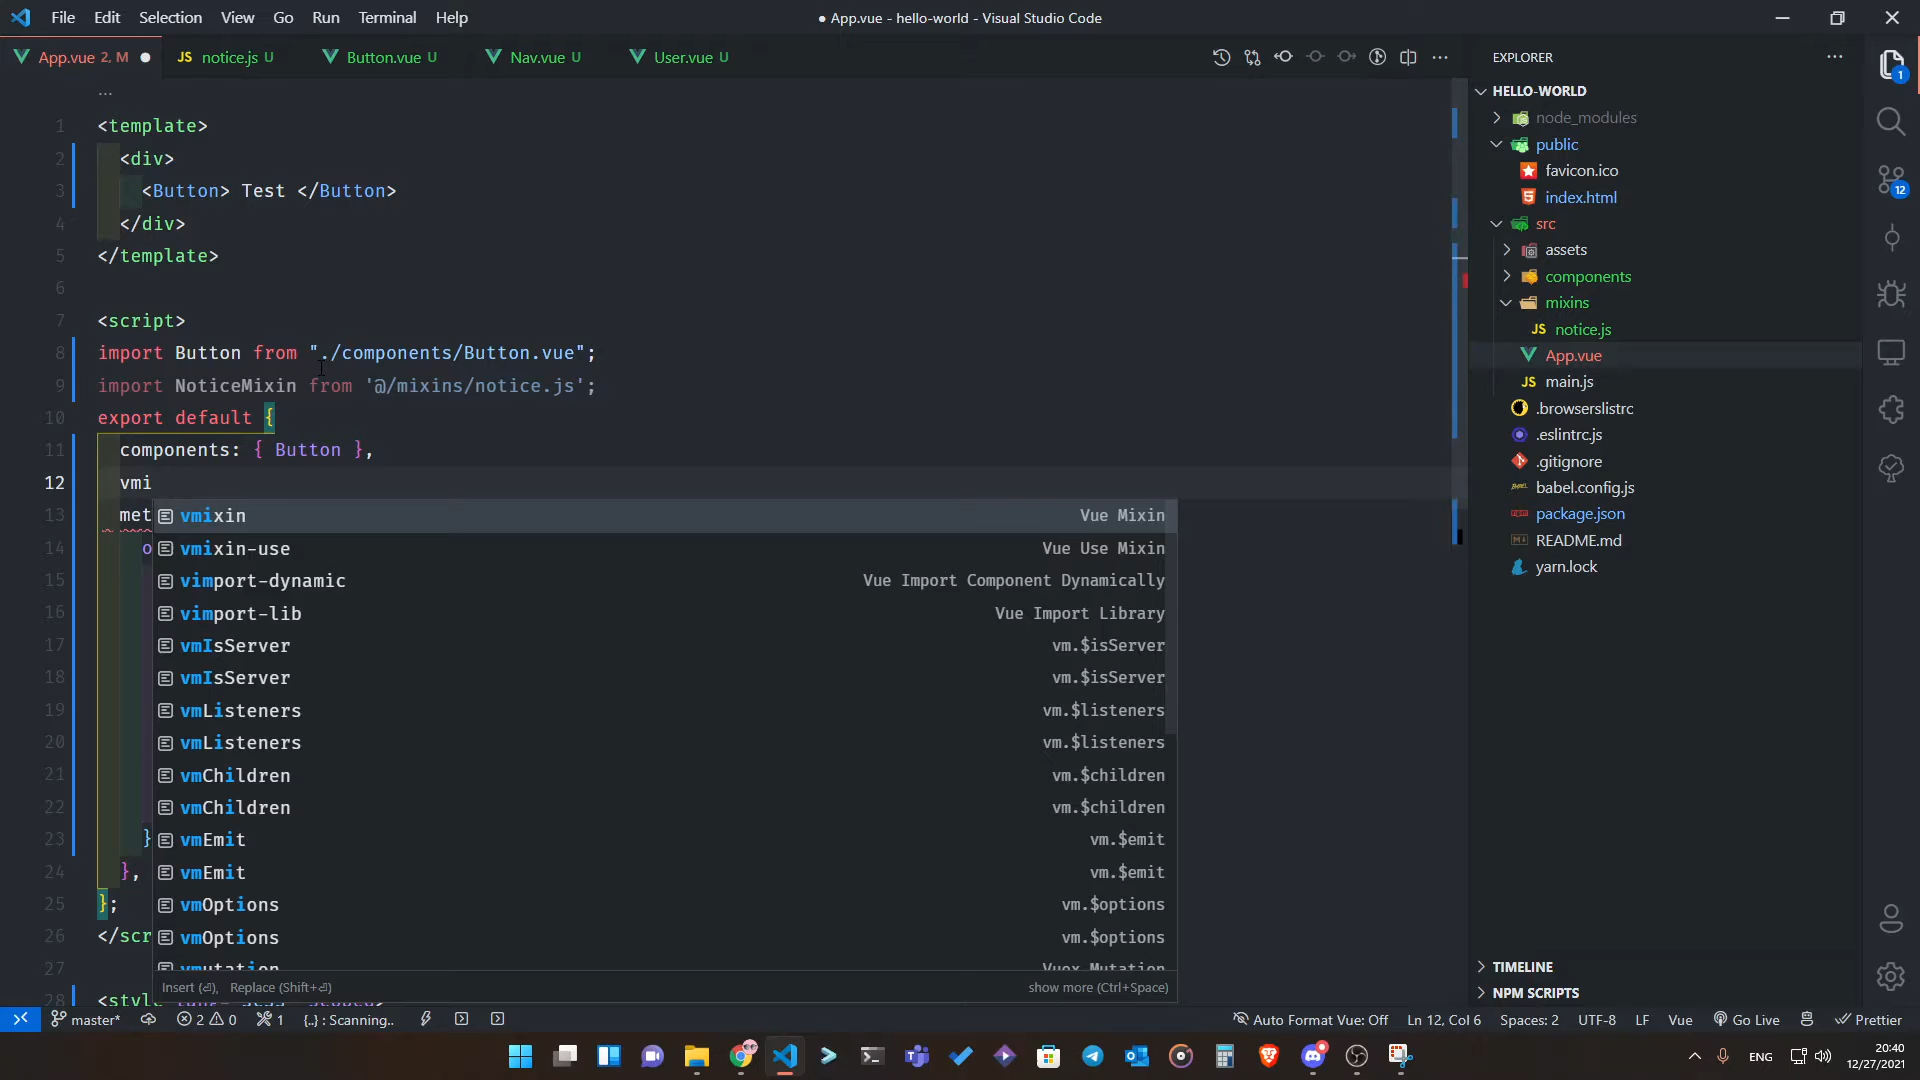 File Edit Selection View Go Run Terminal Help
● App.vue - hello-world - Visual Studio Code
App.vue 2, M
JS notice.js U
Button.vue U
Nav.vue U
User.vue U
...
1 <template>
2 <div>
3 <Button> Test </Button>
4 </div>
5 </template>
6
7 <script>
8 import Button from "./components/Button.vue";
9 import NoticeMixin from '@/mixins/notice.js';
10 export default {
11 components: { Button },
12 vmi
13 met
14 o
15
16
17
18
19
20
21
22
23 }
24 },
25 };
26 </scr
27
28
vmixin Vue Mixin
vmixin-use Vue Use Mixin
vimport-dynamic Vue Import Component Dynamically
vimport-lib Vue Import Library
vmIsServer vm.$isServer
vmIsServer vm.$isServer
vmListeners vm.$listeners
vmListeners vm.$listeners
vmChildren vm.$children
vmChildren vm.$children
vmEmit vm.$emit
vmEmit vm.$emit
vmOptions vm.$options
vmOptions vm.$options
vmutation Vuex Mutation
Insert (⏎), Replace (Shift+⏎) show more (Ctrl+Space)
EXPLORER ...
HELLO-WORLD
node_modules
public
favicon.ico
index.html
src
assets
components
mixins
JS notice.js
App.vue
JS main.js
.browserslistrc
.eslintrc.js
.gitignore
babel.config.js
package.json
README.md
yarn.lock
TIMELINE
NPM SCRIPTS
1
12
master*
2 0
1
{..} : Scanning..
Auto Format Vue: Off
Ln 12, Col 6
Spaces: 2
UTF-8
LF
Vue
Go Live
Prettier
ENG
20:40
12/27/2021